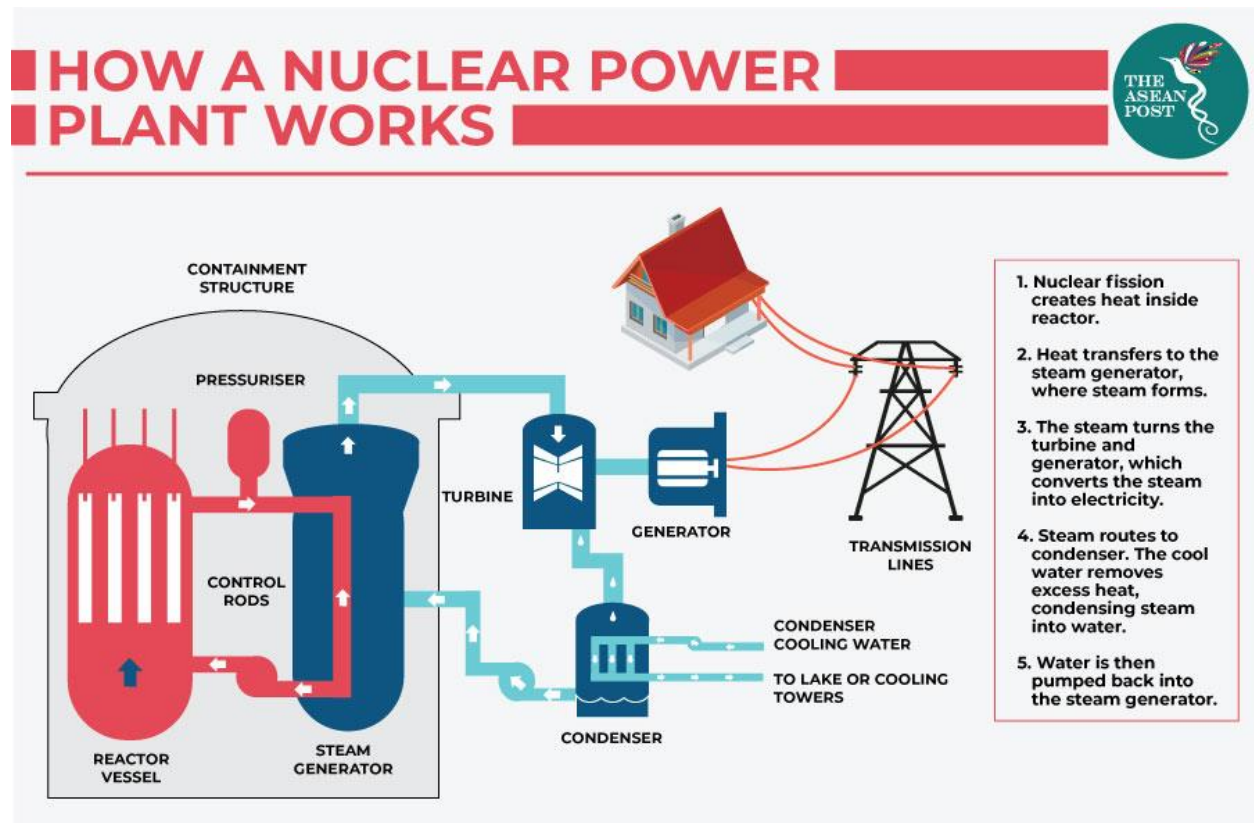 HOW A NUCLEAR POWER
PLANT WORKS
THE
ASEAN
POST
CONTAINMENT
STRUCTURE
PRESSURISER
TURBINE
GENERATOR
TRANSMISSION
LINES
CONTROL
RODS
CONDENSER
COOLING WATER
TO LAKE OR COOLING
TOWERS
CONDENSER
STEAM
GENERATOR
REACTOR
VESSEL
1. Nuclear fission
creates heat inside
reactor.
2. Heat transfers to the
steam generator,
where steam forms.
3. The steam turns the
turbine and
generator, which
converts the steam
into electricity.
4. Steam routes to
condenser. The cool
water removes
excess heat,
condensing steam
into water.
5. Water is then
pumped back into
the steam generator.